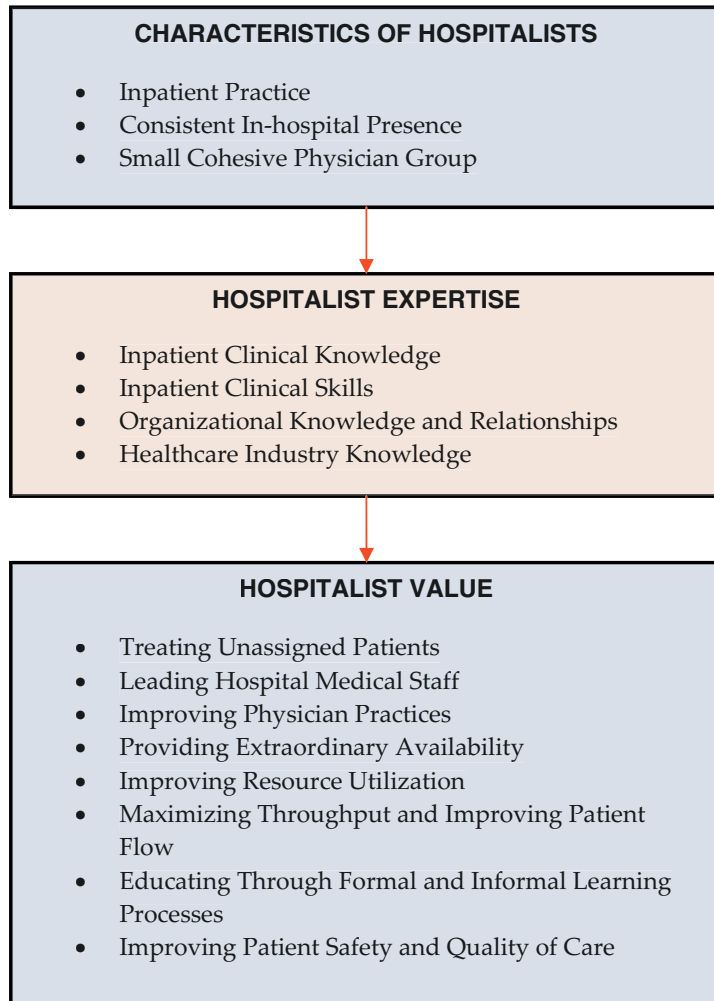 CHARACTERISTICS OF HOSPITALISTS
• Inpatient Practice
• Consistent In-hospital Presence
• Small Cohesive Physician Group
HOSPITALIST EXPERTISE
• Inpatient Clinical Knowledge
• Inpatient Clinical Skills
• Organizational Knowledge and Relationships
• Healthcare Industry Knowledge
HOSPITALIST VALUE
• Treating Unassigned Patients
• Leading Hospital Medical Staff
• Improving Physician Practices
• Providing Extraordinary Availability
• Improving Resource Utilization
• Maximizing Throughput and Improving Patient
Flow
• Educating Through Formal and Informal Learning
Processes
• Improving Patient Safety and Quality of Care